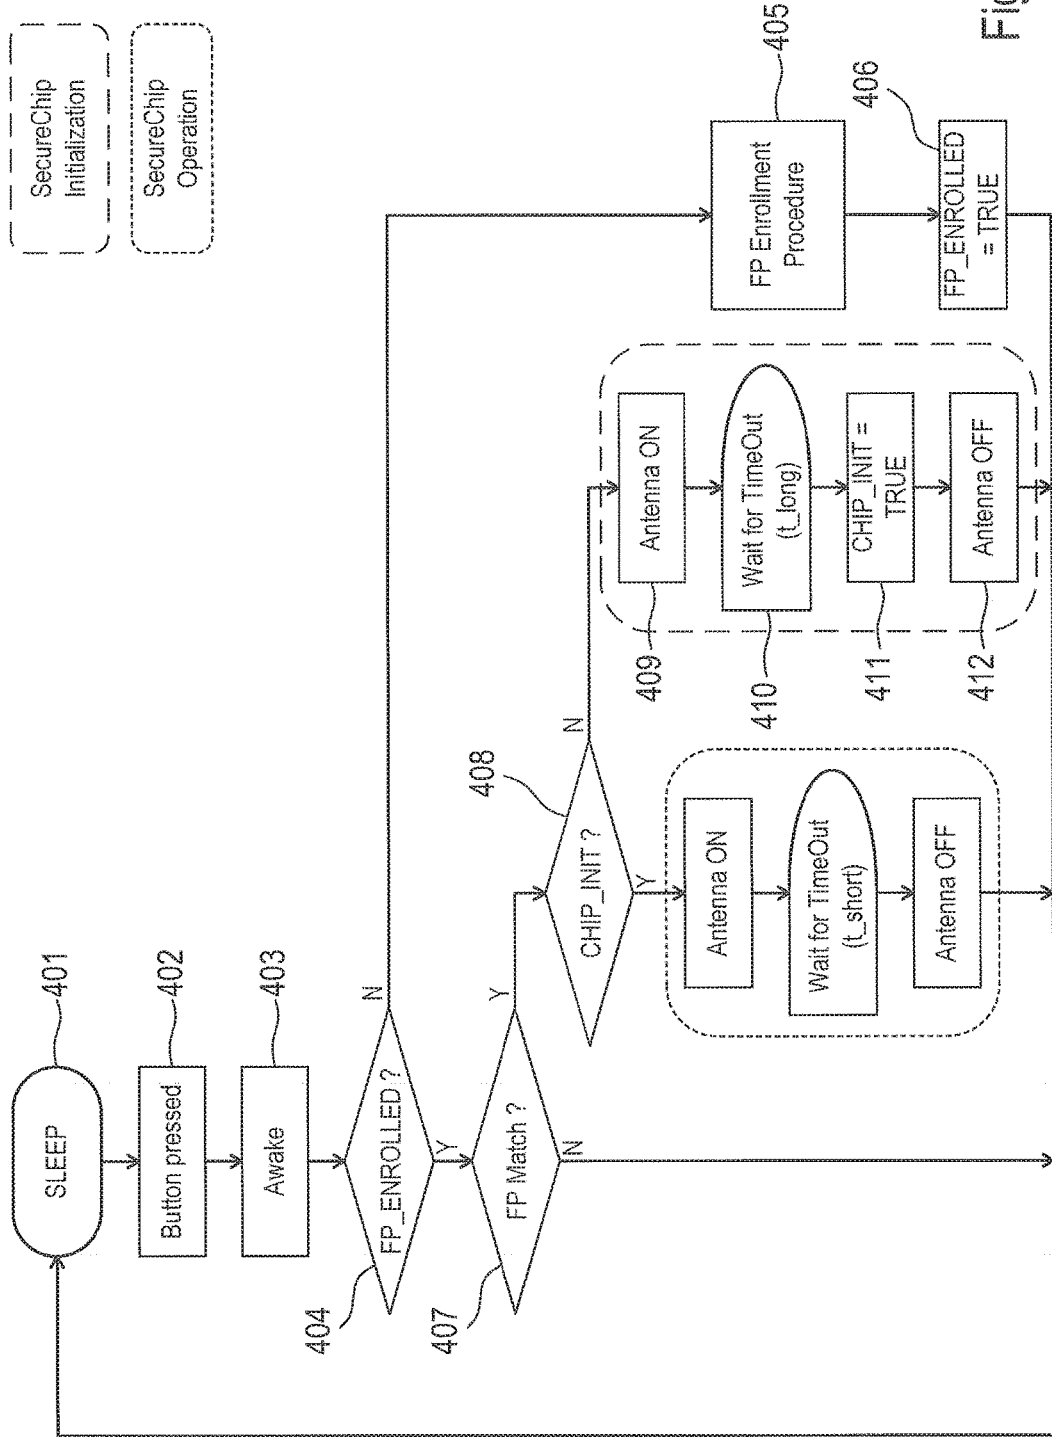 SLEEP
401
Button pressed
402
Awake
403
FP_ENROLLED ?
404
N
Y
FP Match ?
407
Y
N
CHIP_INIT ?
408
N
Y
Antenna ON
Wait for TimeOut
(t_short)
Antenna OFF
Antenna ON
409
Wait for TimeOut
(t_long)
410
CHIP_INIT =
TRUE
411
Antenna OFF
412
FP Enrollment
Procedure
405
FP_ENROLLED
= TRUE
406
SecureChip
Initialization
SecureChip
Operation
Fig